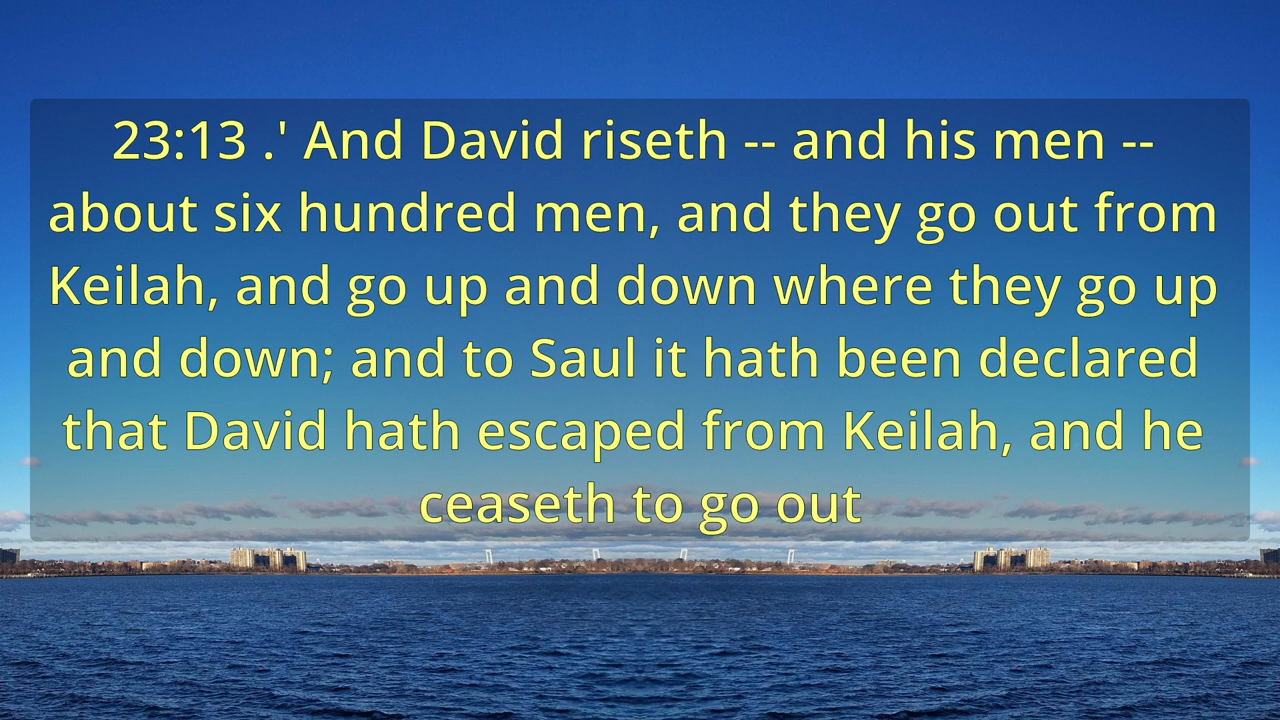 23:13 .' And David riseth -- and his men --
about six hundred men, and they go out from
Keilah, and go up and down where they go up
and down; and to Saul it hath been declared
that David hath escaped from Keilah, and he
ceaseth to go out